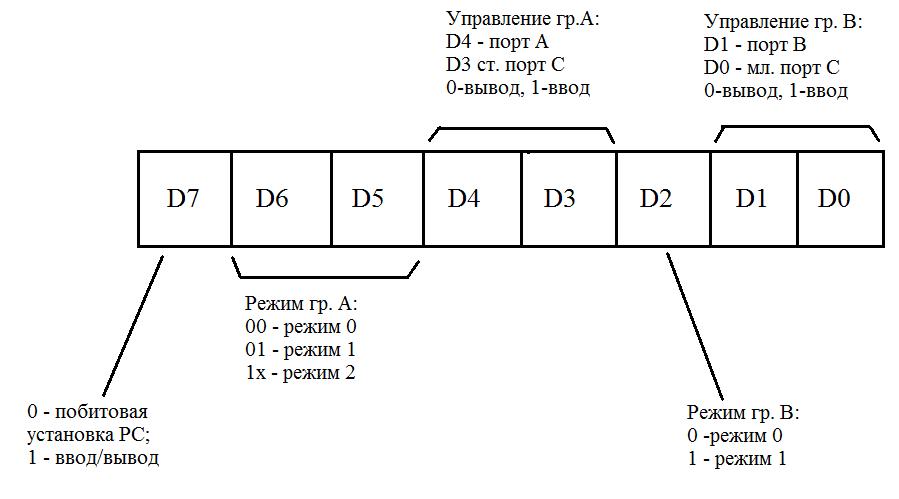 Управление гр.А:
D4 - порт А
D3 ст. порт С
0-вывод, 1-ввод
Управление гр. В:
D1 - порт В
D0 - мл. порт С
0-вывод, 1-ввод
D7 D6 D5 D4 D3 D2 D1 D0
Режим гр. А:
00 - режим 0
01 - режим 1
1х - режим 2
0 - побитовая
установка РС;
1 - ввод/вывод
Режим гр. В:
0 -режим 0
1 - режим 1